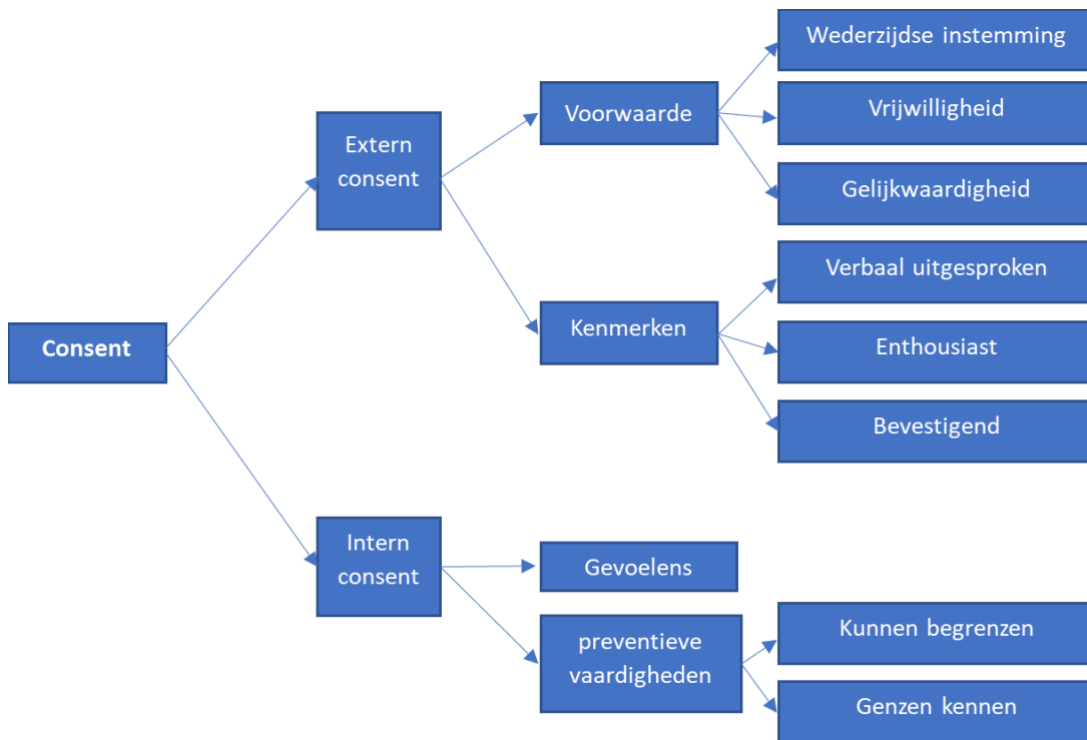 Consent
Extern
consent
Voorwaarde
Wederzijdse instemming
Vrijwilligheid
Gelijkwaardigheid
Kenmerken
Verbaal uitgesproken
Enthousiast
Bevestigend
Intern
consent
Gevoelens
preventieve
vaardigheden
Kunnen begrenzen
Genzen kennen